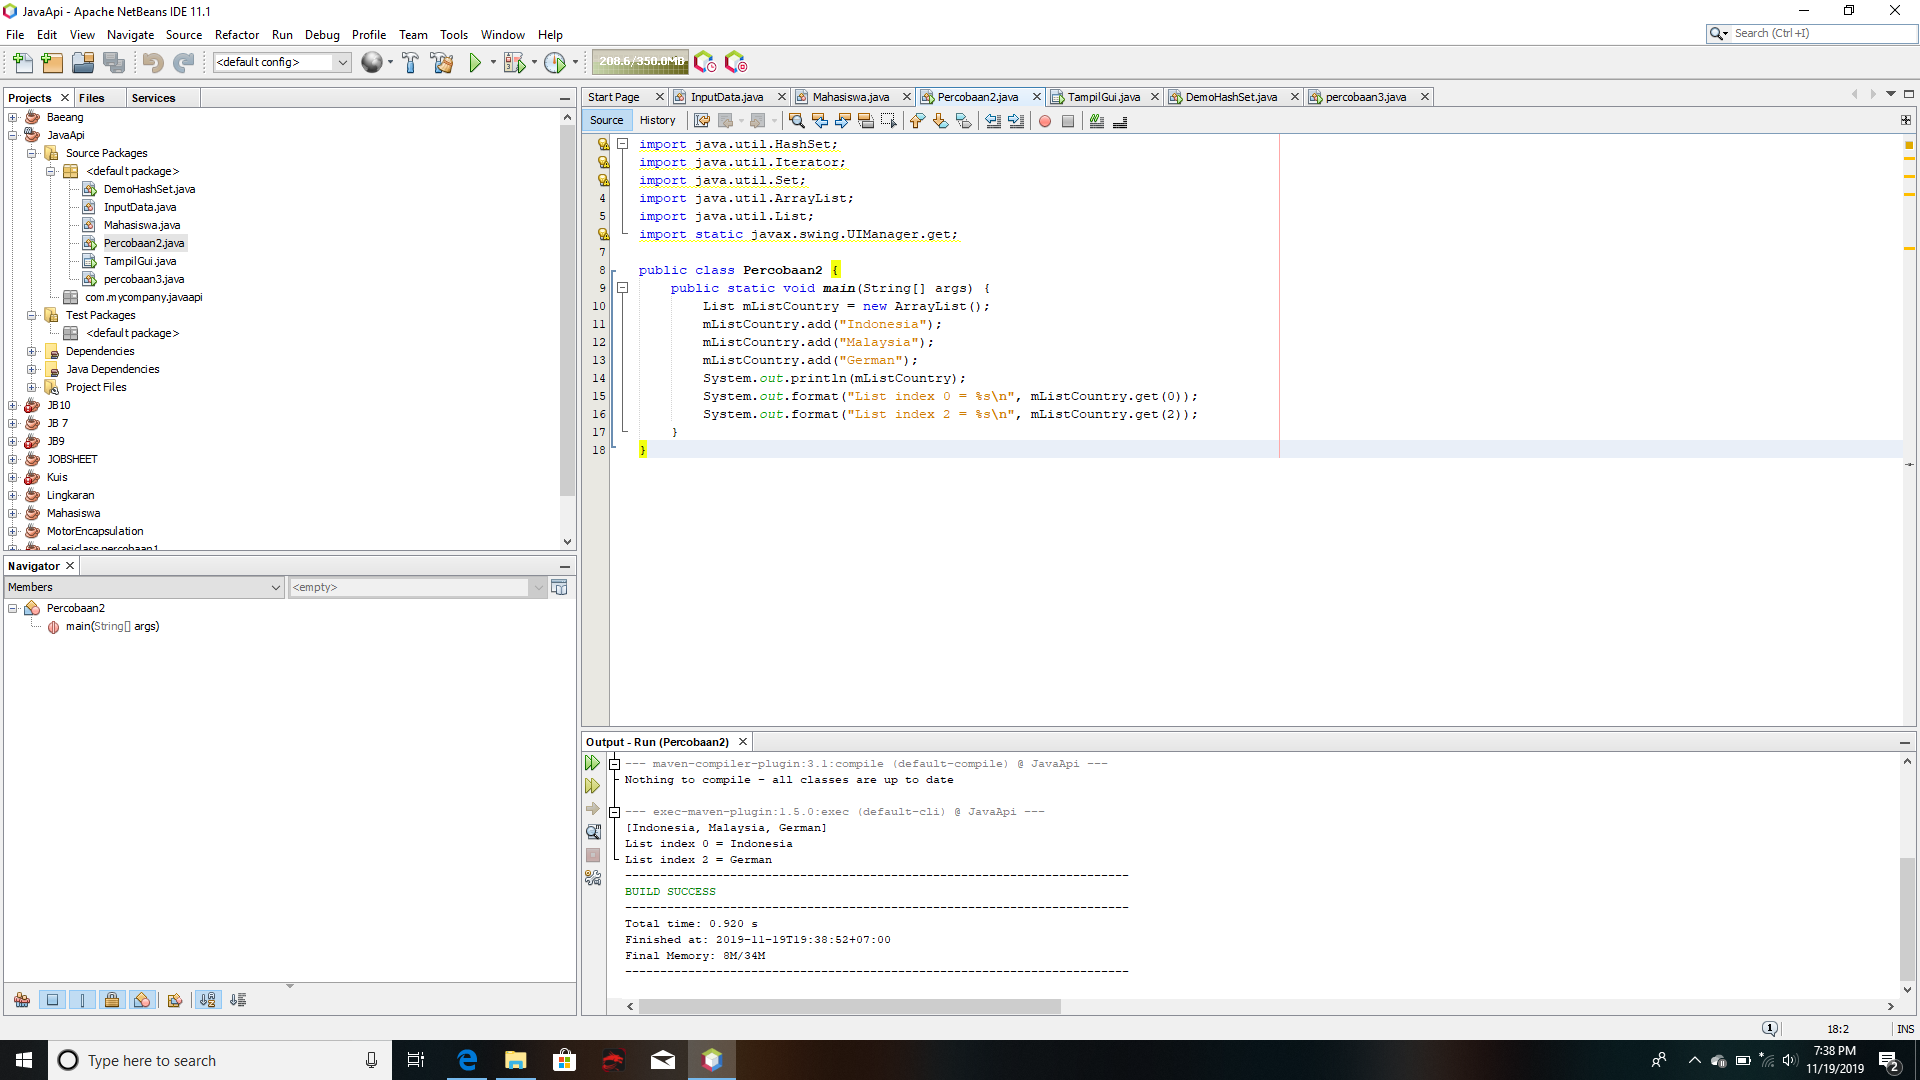 JavaApi - Apache NetBeans IDE 11.1
File Edit View Navigate Source Refactor Run Debug Profile Team Tools Window Help
Search (Ctrl+I)
<default config>
208.6/350.0MB
Projects Files Services
Baeang
JavaApi
Source Packages
<default package>
DemoHashSet.java
InputData.java
Mahasiswa.java
Percobaan2.java
TampilGui.java
percobaan3.java
com.mycompany.javaapi
Test Packages
<default package>
Dependencies
Java Dependencies
Project Files
JB10
JB 7
JB9
JOBSHEET
Kuis
Lingkaran
Mahasiswa
MotorEncapsulation
relasiclass.percobaan1
Navigator
Members
<empty>
Percobaan2
main(String[] args)
Start Page InputData.java Mahasiswa.java Percobaan2.java TampilGui.java DemoHashSet.java percobaan3.java
Source History
import java.util.HashSet;
import java.util.Iterator;
import java.util.Set;
4 import java.util.ArrayList;
5 import java.util.List;
import static javax.swing.UIManager.get;
7
8 public class Percobaan2 {
9 public static void main(String[] args) {
10 List mListCountry = new ArrayList();
11 mListCountry.add("Indonesia");
12 mListCountry.add("Malaysia");
13 mListCountry.add("German");
14 System.out.println(mListCountry);
15 System.out.format("List index 0 = %s\n", mListCountry.get(0));
16 System.out.format("List index 2 = %s\n", mListCountry.get(2));
17 }
18 }
Output - Run (Percobaan2)
--- maven-compiler-plugin:3.1:compile (default-compile) @ JavaApi ---
Nothing to compile - all classes are up to date
--- exec-maven-plugin:1.5.0:exec (default-cli) @ JavaApi ---
[Indonesia, Malaysia, German]
List index 0 = Indonesia
List index 2 = German
------------------------------------------------------------------------
BUILD SUCCESS
------------------------------------------------------------------------
Total time: 0.920 s
Finished at: 2019-11-19T19:38:52+07:00
Final Memory: 8M/34M
------------------------------------------------------------------------
1
18:2
INS
Type here to search
7:38 PM
11/19/2019
2